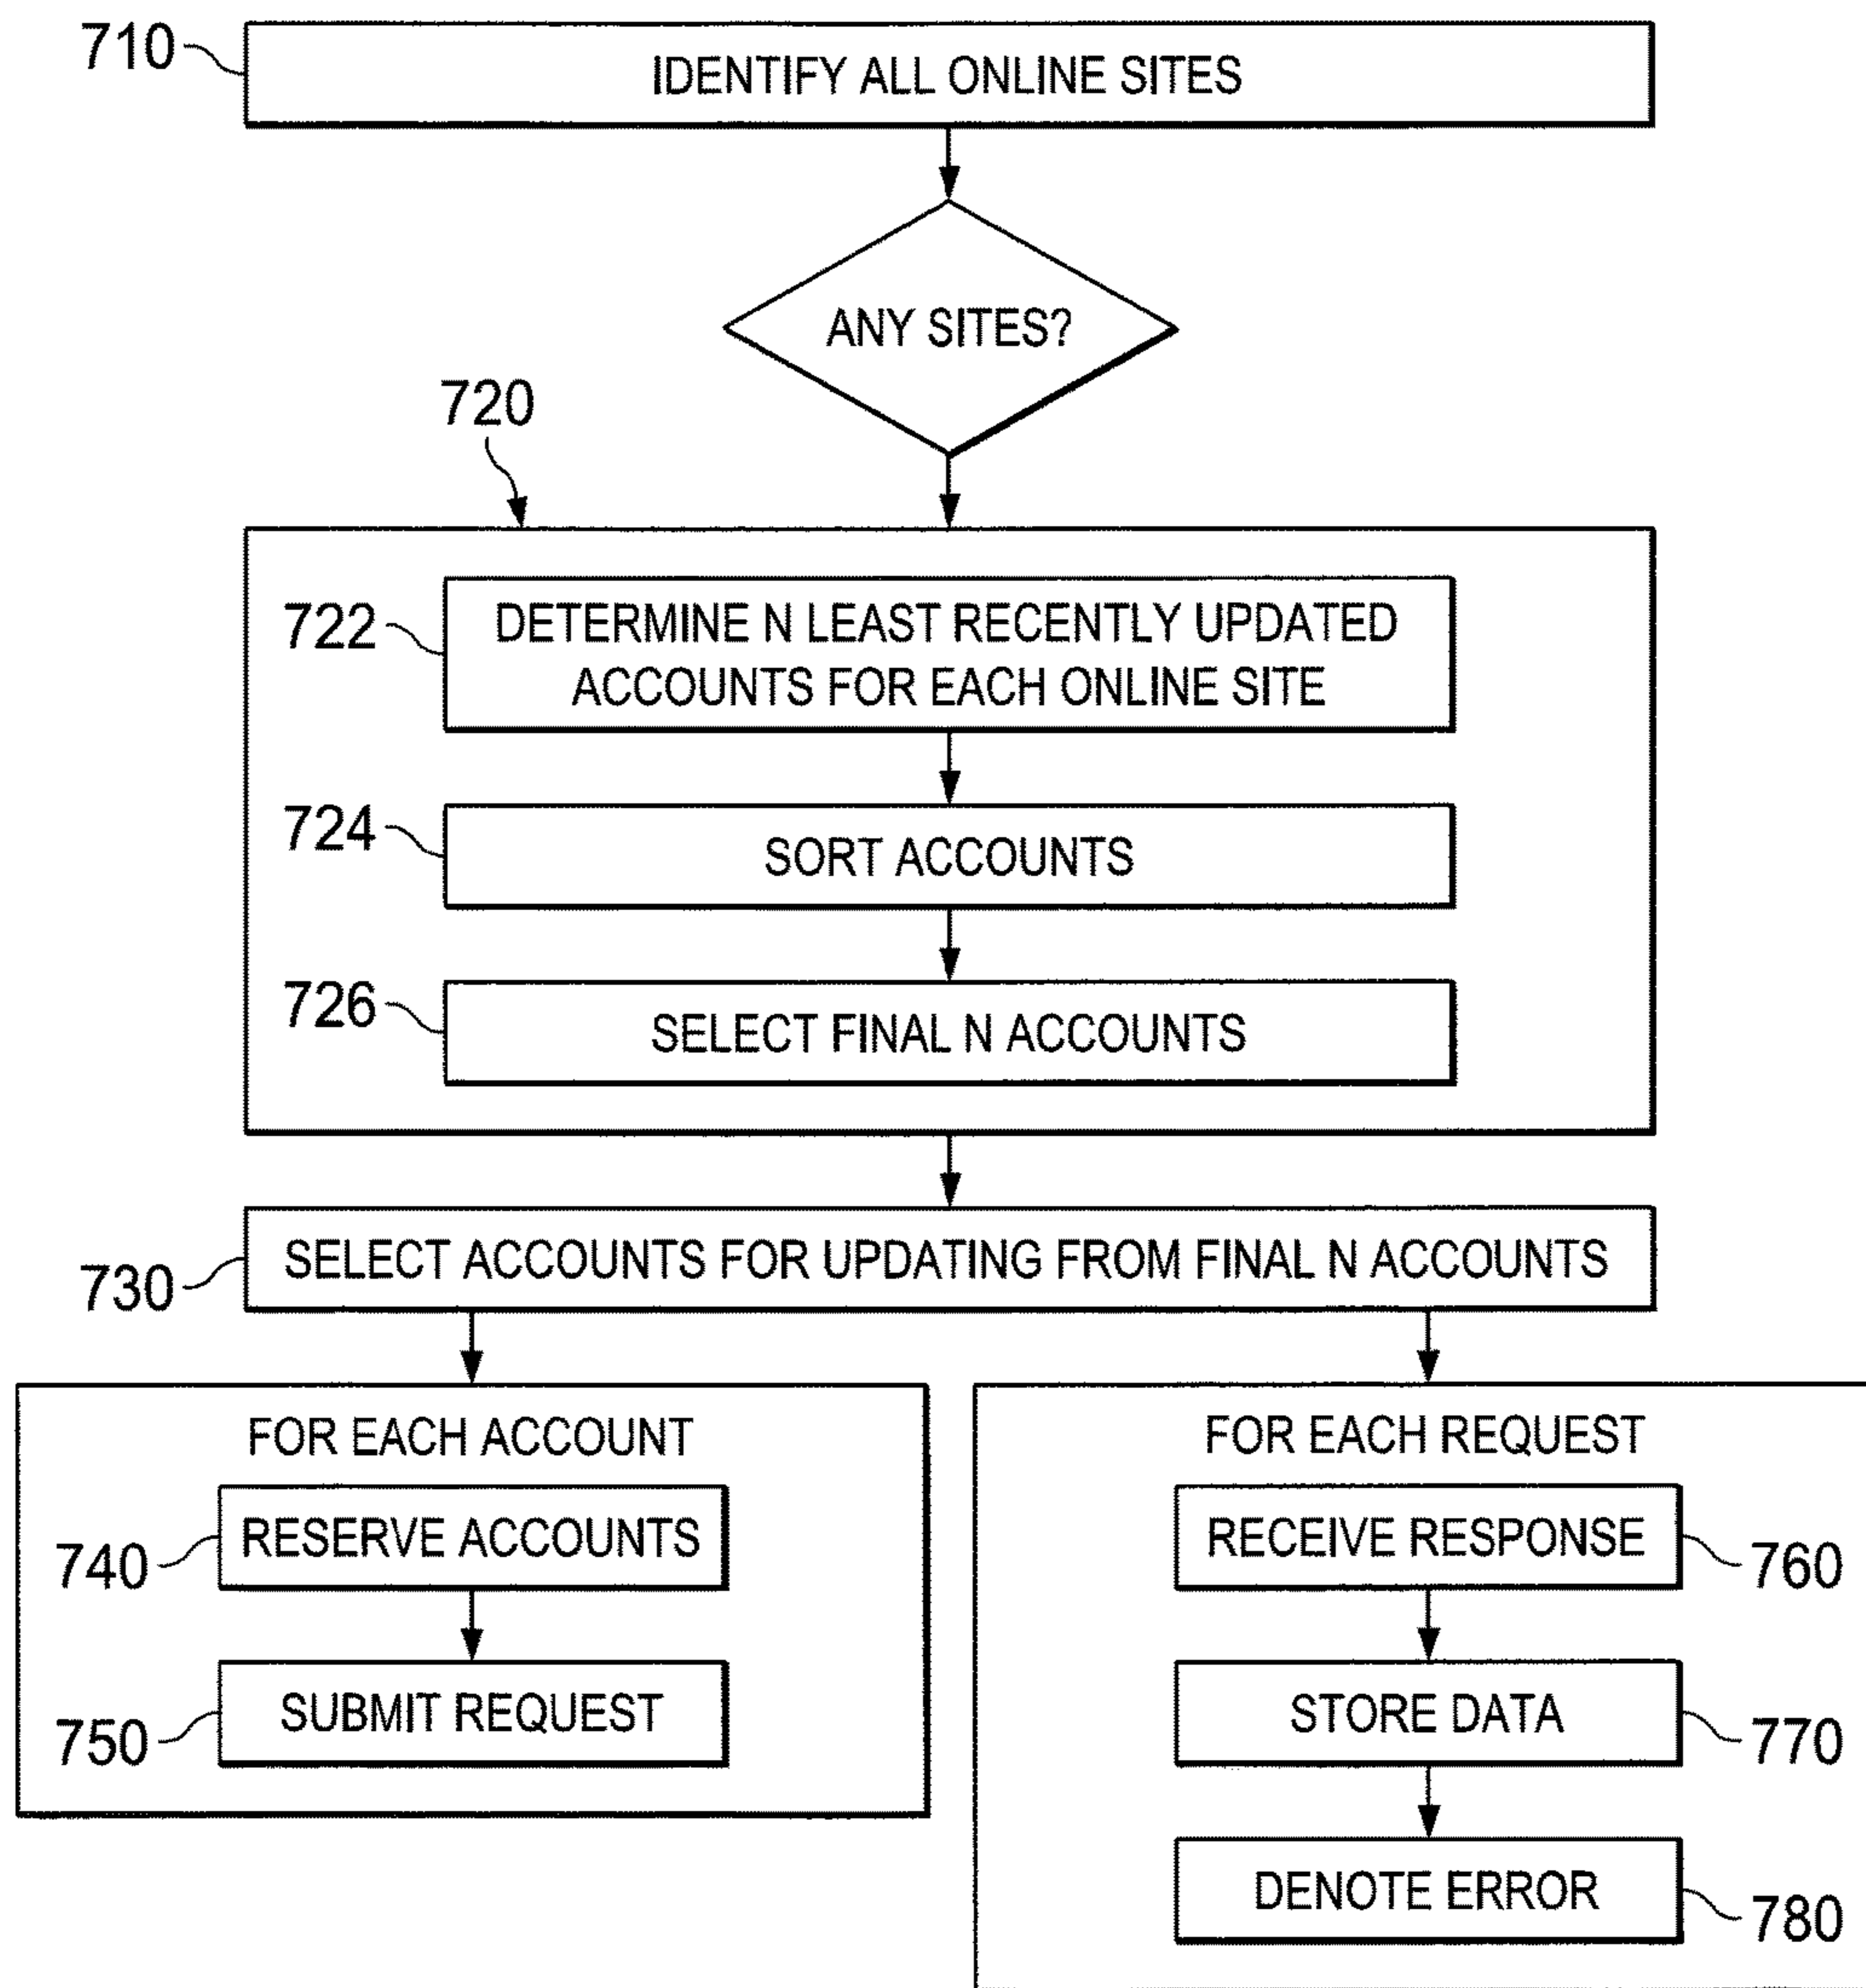 710
IDENTIFY ALL ONLINE SITES
ANY SITES?
720
722
DETERMINE N LEAST RECENTLY UPDATED
ACCOUNTS FOR EACH ONLINE SITE
724
SORT ACCOUNTS
726
SELECT FINAL N ACCOUNTS
730
SELECT ACCOUNTS FOR UPDATING FROM FINAL N ACCOUNTS
FOR EACH ACCOUNT
740
RESERVE ACCOUNTS
750
SUBMIT REQUEST
FOR EACH REQUEST
RECEIVE RESPONSE
760
STORE DATA
770
DENOTE ERROR
780